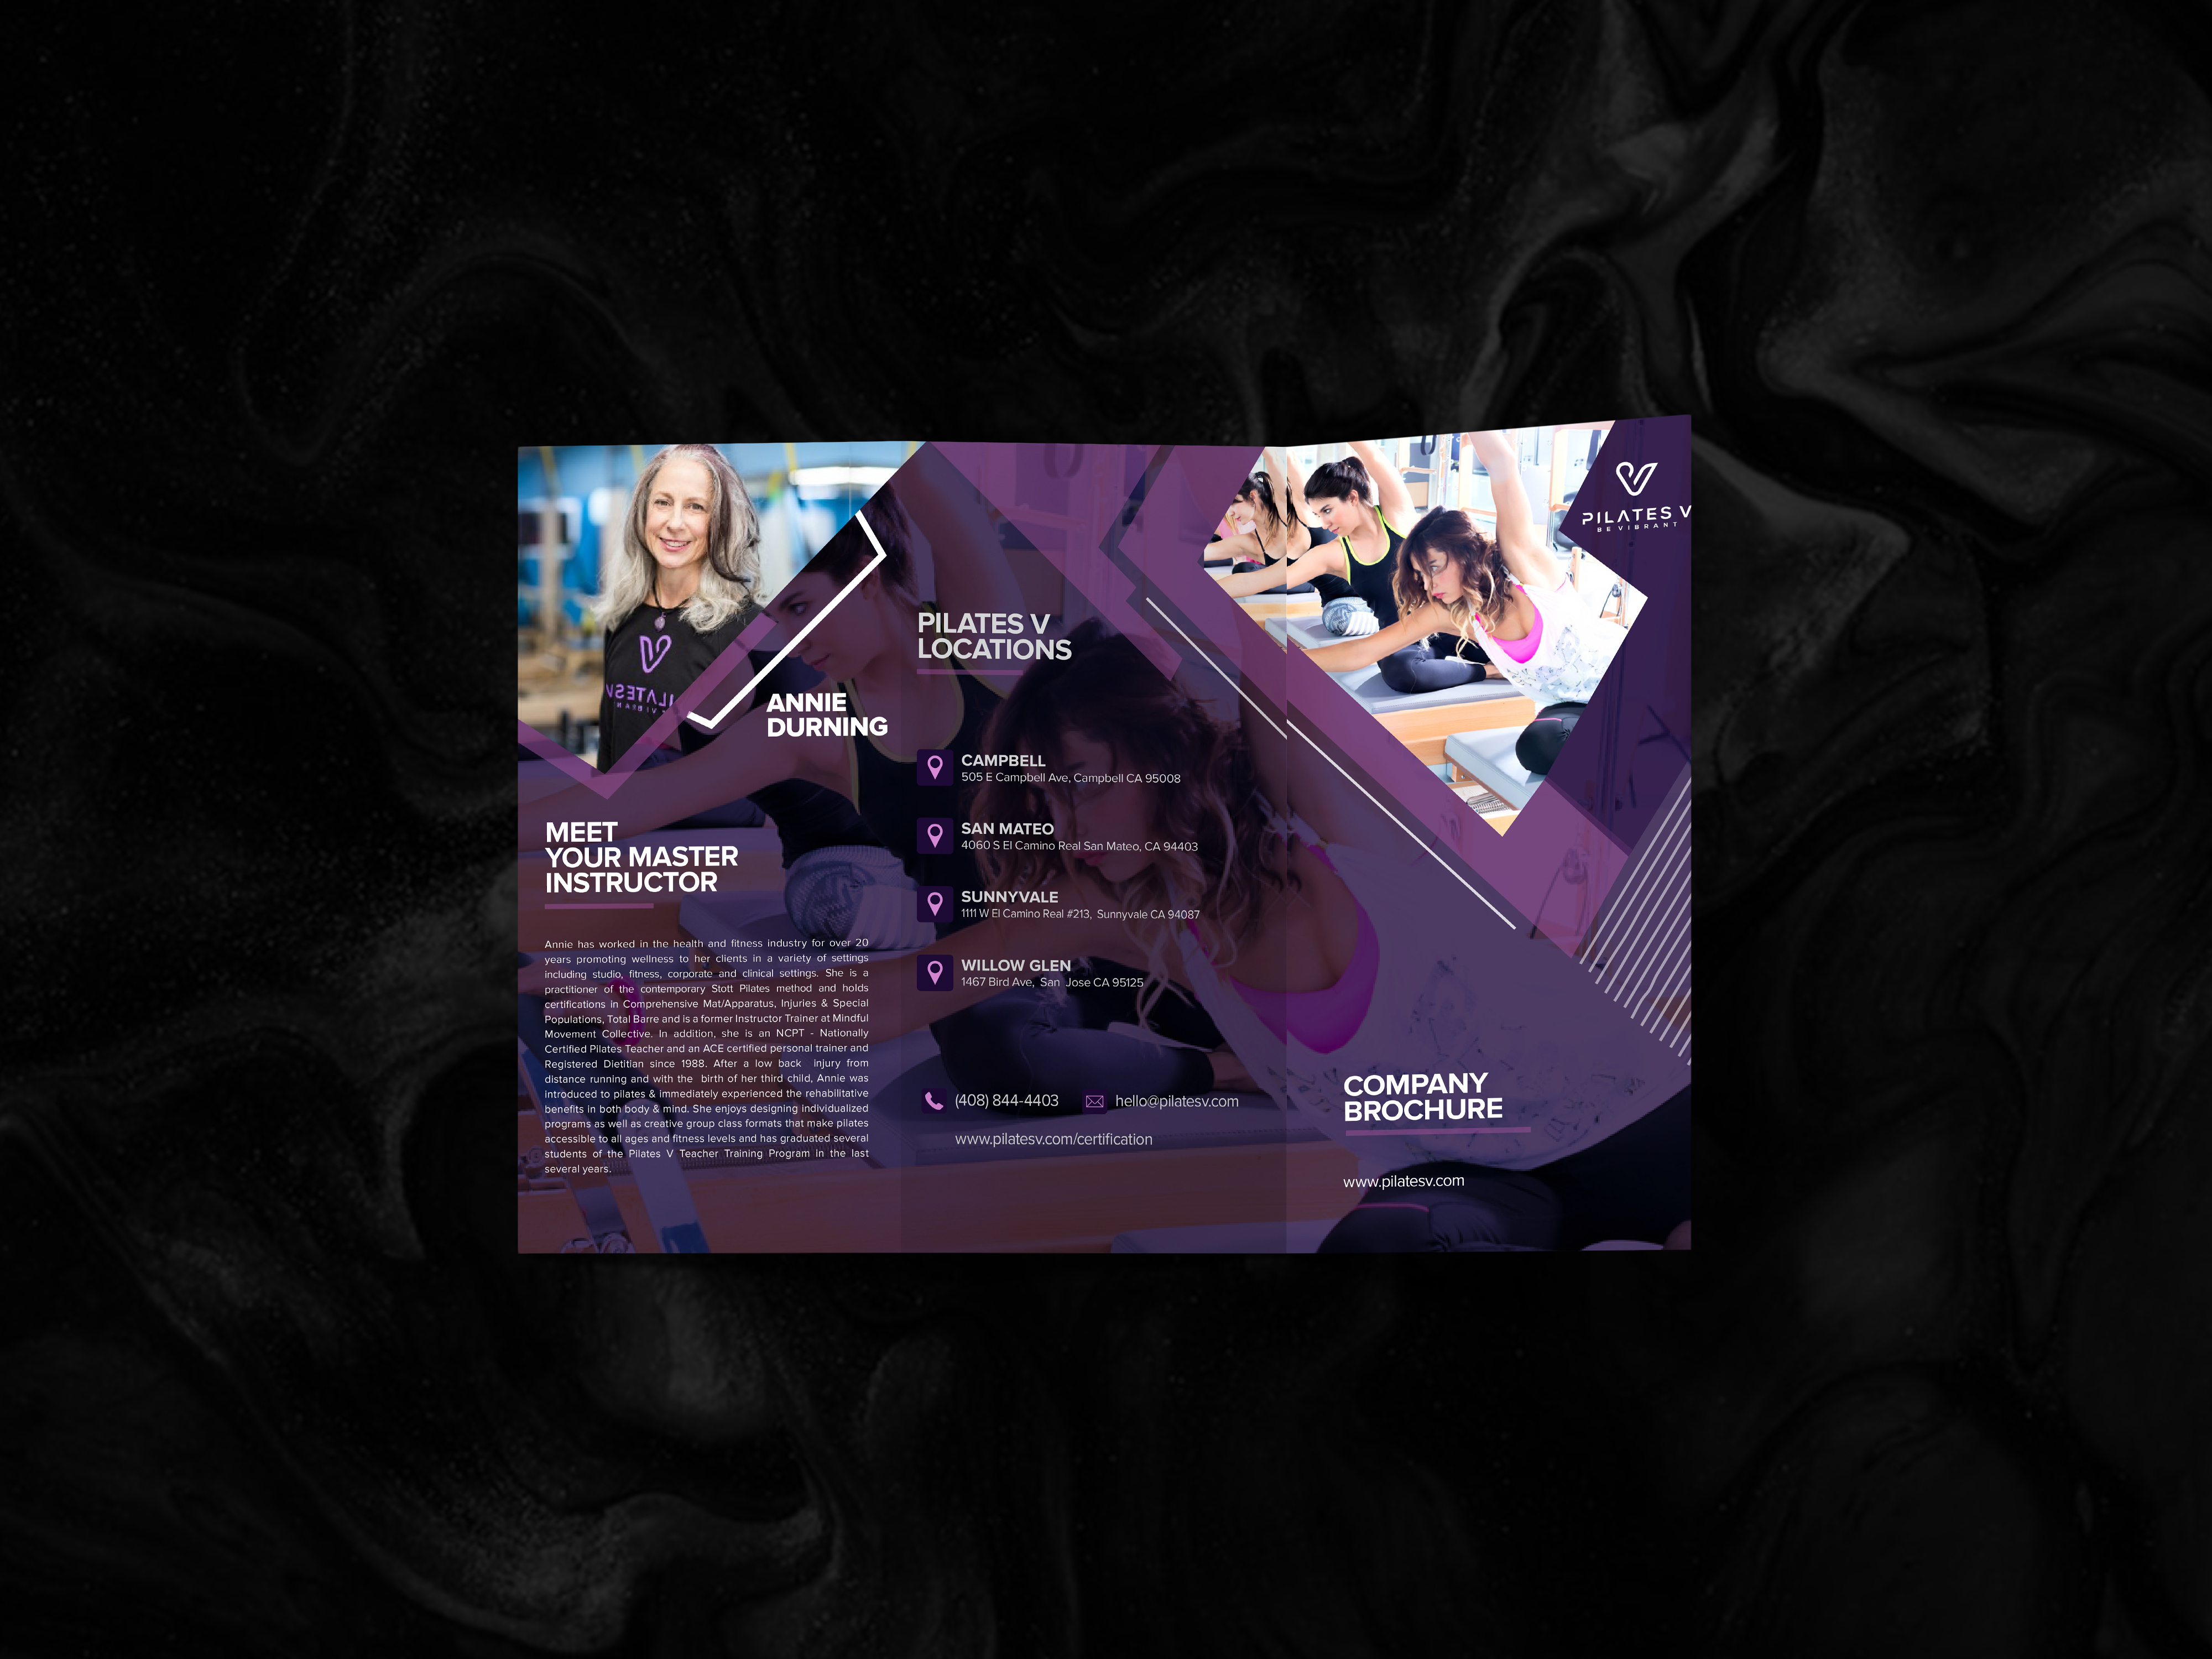 PILATESV
ANNIE
DURNING
MEET
YOUR MASTER
INSTRUCTOR
Annie has worked in the health and fitness industry for over 20
years promoting wellness to her clients in a variety of settings
including studio, fitness, corporate and clinical settings. She is a
practitioner of the contemporary Stott Pilates method and holds
certifications in Comprehensive Mat/Apparatus, Injuries & Special
Populations, Total Barre and is a former Instructor Trainer at Mindful
Movement Collective. In addition, she is an NCPT - Nationally
Certified Pilates Teacher and an ACE certified personal trainer and
Registered Dietitian since 1988. After a low back injury from
distance running and with the birth of her third child, Annie was
introduced to pilates & immediately experienced the rehabilitative
benefits in both body & mind. She enjoys designing individualized
programs as well as creative group class formats that make pilates
accessible to all ages and fitness levels and has graduated several
students of the Pilates V Teacher Training Program in the last
several years.
PILATES V
LOCATIONS
CAMPBELL
505 E Campbell Ave, Campbell CA 95008
SAN MATEO
4060 S El Camino Real San Mateo, CA 94403
SUNNYVALE
1111 W El Camino Real #213, Sunnyvale CA 94087
WILLOW GLEN
1467 Bird Ave, San Jose CA 95125
(408) 844-4403 hello@pilatesv.com
www.pilatesv.com/certification
PILATES V
BE VIBRANT
COMPANY
BROCHURE
www.pilatesv.com